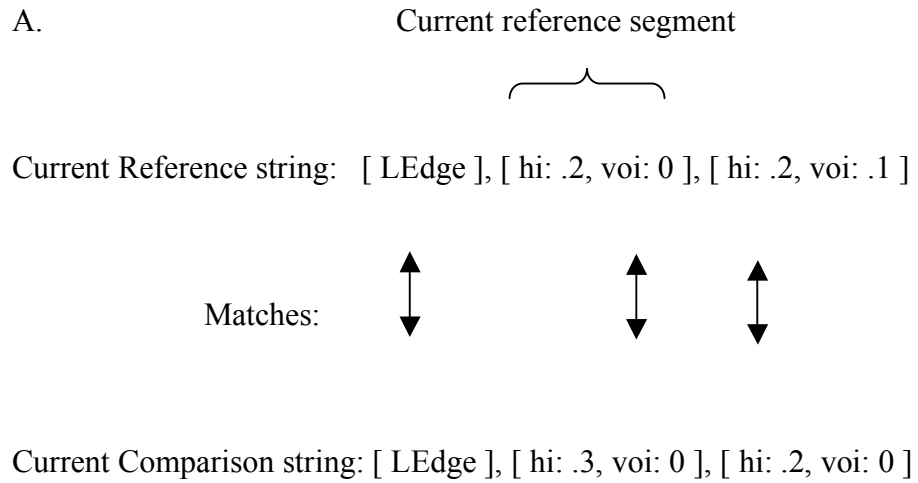 A.
Current reference segment
Current Reference string: [ LEdge ], [ hi: .2, voi: 0 ], [ hi: .2, voi: .1 ]
Matches:
Current Comparison string: [ LEdge ], [ hi: .3, voi: 0 ], [ hi: .2, voi: 0 ]